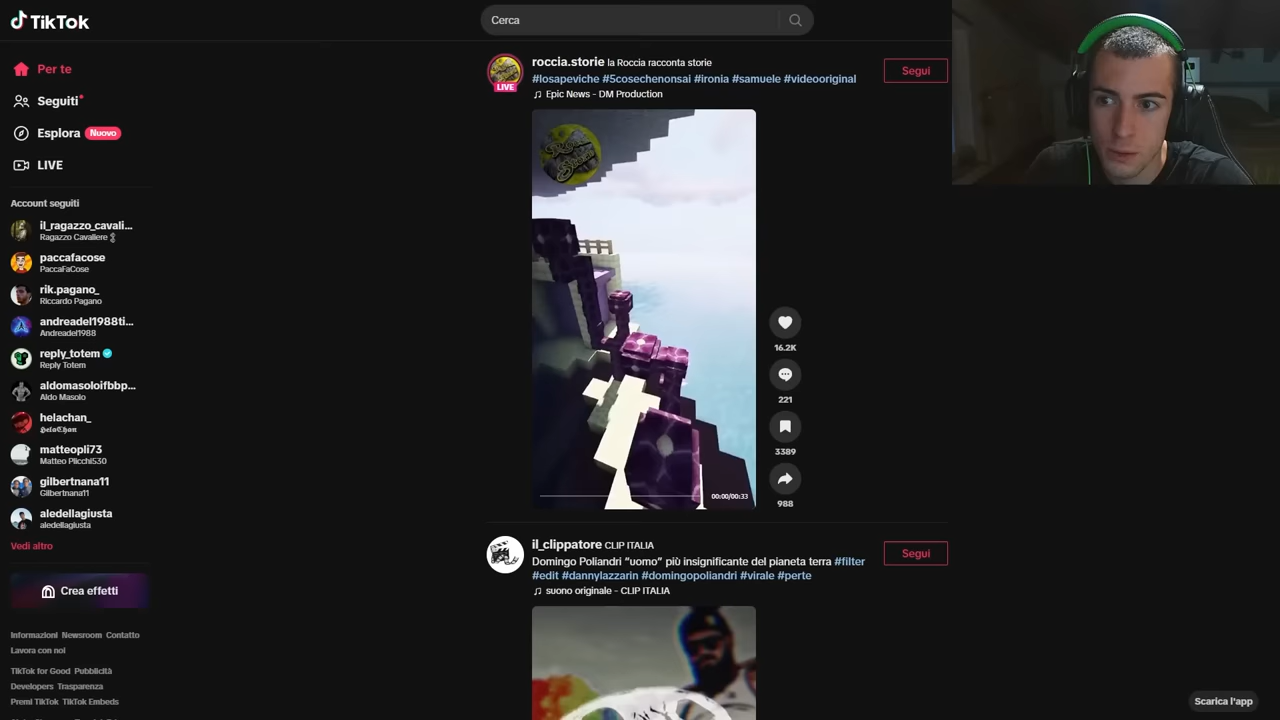 TikTok
Cerca
Per te
Seguiti
Esplora Nuovo
LIVE
Account seguiti
il_ragazzo_cavali...
Ragazzo Cavaliere
paccafacose
PaccaFaCose
rik.pagano_
Riccardo Pagano
andreadel1988ti...
Andreadel1988
reply_totem
Reply Totem
aldomasoloifbbp...
Aldo Masolo
helachan_
HelaChan
matteopli73
Matteo Plicchi530
gilbertnana11
Gilbertnana11
aledellagiusta
aledellagiusta
Vedi altro
Crea effetti
Informazioni Newsroom Contatto
Lavora con noi
TikTok for Good Pubblicità
Developers Trasparenza
Premi TikTok TikTok Embeds
roccia.storie la Roccia racconta storie
Segui
LIVE
#losapeviche #5cosechenonsai #ironia #samuele #videooriginal
♫ Epic News - DM Production
00:00/00:33
16.2K
221
3389
988
il_clippatore CLIP ITALIA
Segui
Domingo Poliandri “uomo” più insignificante del pianeta terra #filter
#edit #dannylazzarin #domingopoliandri #virale #perte
♫ suono originale - CLIP ITALIA
Scarica l'app